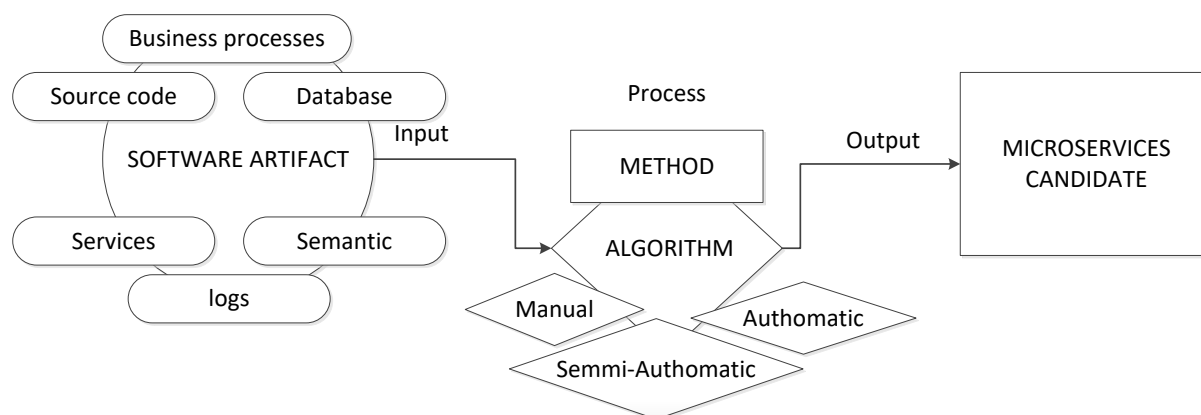 Business processes
Source code
Database
SOFTWARE ARTIFACT
Services
Semantic
logs
Input
Process
METHOD
ALGORITHM
Manual
Authomatic
Semmi-Authomatic
Output
MICROSERVICES
CANDIDATE